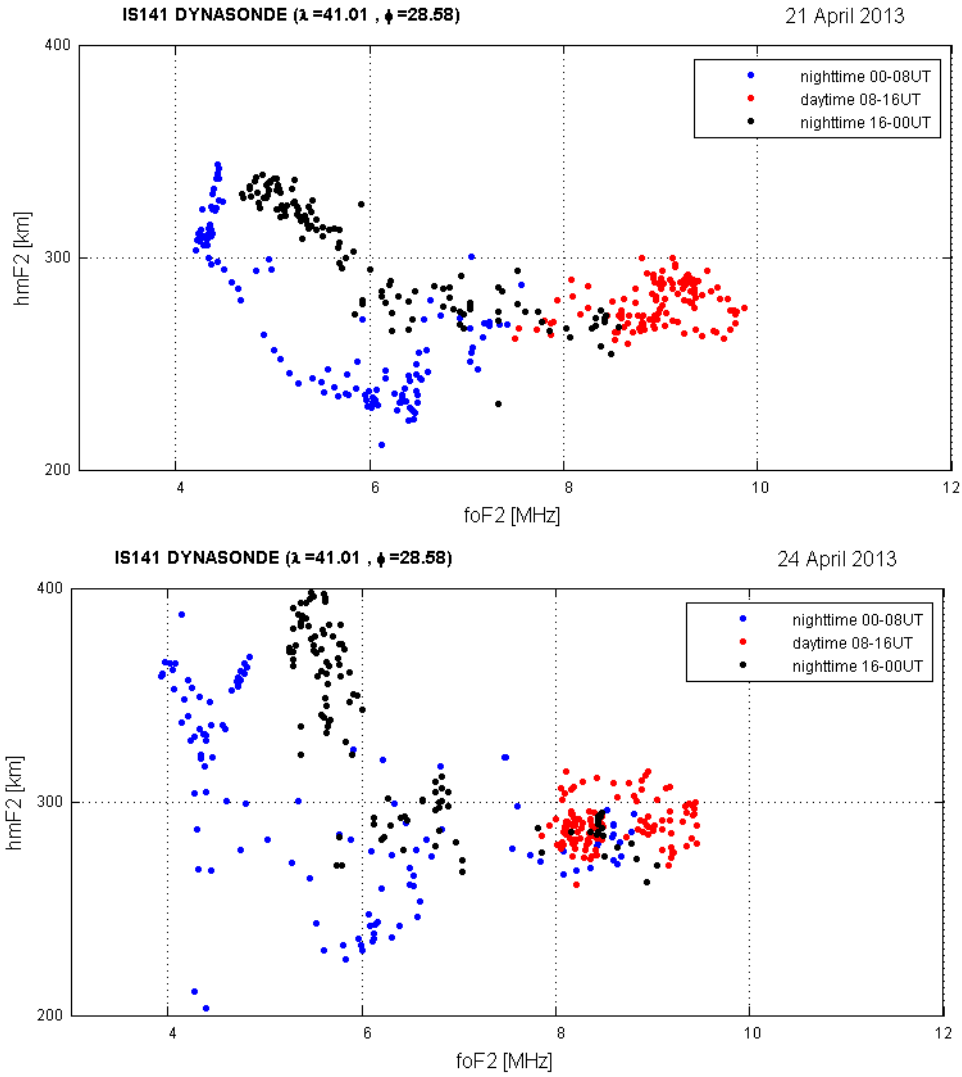 IS141 DYNASONDE (λ=41.01 , ϕ=28.58)
21 April 2013
400
nighttime 00-08UT
daytime 08-16UT
nighttime 16-00UT
hmF2 [km]
300
200
4 6 8 10 12
foF2 [MHz]
IS141 DYNASONDE (λ=41.01 , ϕ=28.58)
24 April 2013
400
nighttime 00-08UT
daytime 08-16UT
nighttime 16-00UT
hmF2 [km]
300
200
4 6 8 10 12
foF2 [MHz]